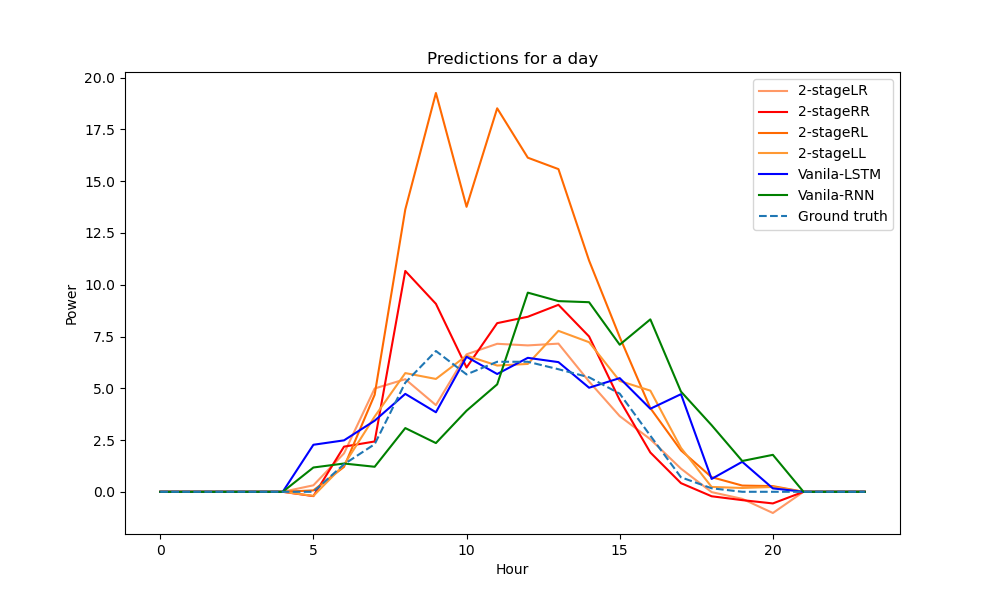 Predictions for a day
20.0
17.5
15.0
12.5
10.0
7.5
5.0
2.5
0.0
Power
2-stageLR
2-stageRR
2-stageRL
2-stageLL
Vanila-LSTM
Vanila-RNN
Ground truth
0
5
10
15
20
Hour